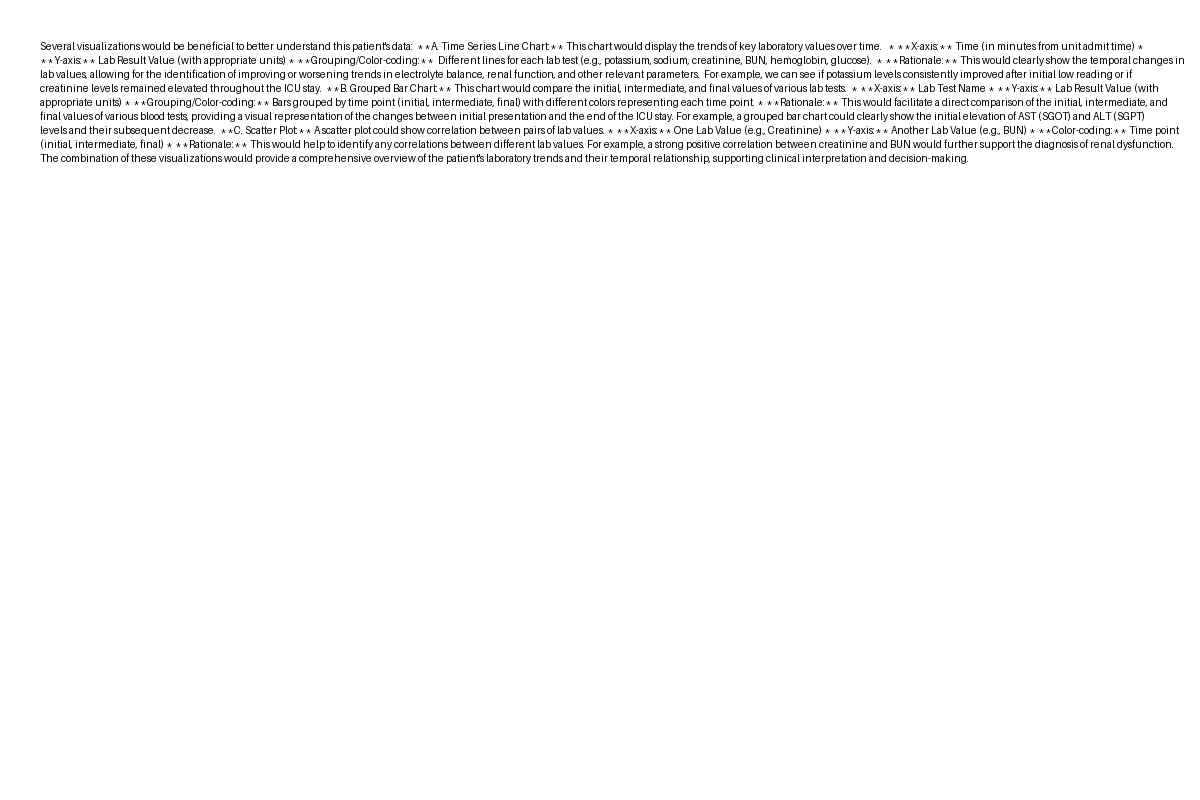 Several visualizations would be beneficial to better understand this patient's data:  **A. Time Series Line Chart:** This chart would display the trends of key laboratory values over time.   * **X-axis:** Time (in minutes from unit admit time) *
**Y-axis:** Lab Result Value (with appropriate units) * **Grouping/Color-coding:**  Different lines for each lab test (e.g., potassium, sodium, creatinine, BUN, hemoglobin, glucose).  * **Rationale:** This would clearly show the temporal changes in
lab values, allowing for the identification of improving or worsening trends in electrolyte balance, renal function, and other relevant parameters.  For example, we can see if potassium levels consistently improved after initial low reading or if
creatinine levels remained elevated throughout the ICU stay.  **B. Grouped Bar Chart:** This chart would compare the initial, intermediate, and final values of various lab tests.  * **X-axis:** Lab Test Name * **Y-axis:** Lab Result Value (with
appropriate units) * **Grouping/Color-coding:** Bars grouped by time point (initial, intermediate, final) with different colors representing each time point. * **Rationale:** This would facilitate a direct comparison of the initial, intermediate, and
final values of various blood tests, providing a visual representation of the changes between initial presentation and the end of the ICU stay. For example, a grouped bar chart could clearly show the initial elevation of AST (SGOT) and ALT (SGPT)
levels and their subsequent decrease.  **C. Scatter Plot:** A scatter plot could show correlation between pairs of lab values. * **X-axis:** One Lab Value (e.g., Creatinine) * **Y-axis:** Another Lab Value (e.g., BUN) * **Color-coding:** Time point
(initial, intermediate, final) * **Rationale:** This would help to identify any correlations between different lab values. For example, a strong positive correlation between creatinine and BUN would further support the diagnosis of renal dysfunction.
The combination of these visualizations would provide a comprehensive overview of the patient's laboratory trends and their temporal relationship, supporting clinical interpretation and decision-making.